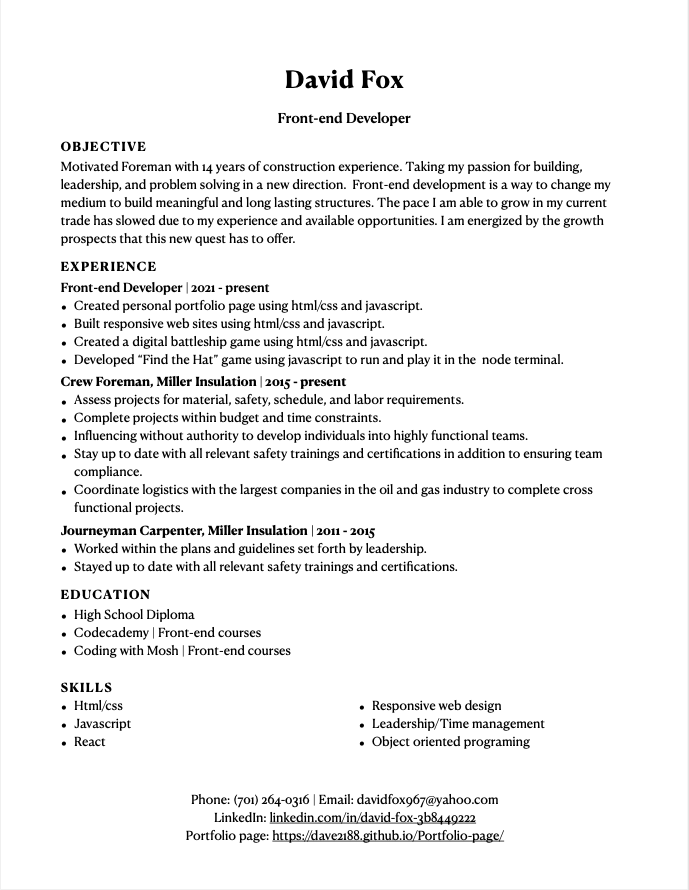 David Fox
Front-end Developer
OBJECTIVE
Motivated Foreman with 14 years of construction experience. Taking my passion for building,
leadership, and problem solving in a new direction.  Front-end development is a way to change my
medium to build meaningful and long lasting structures. The pace I am able to grow in my current
trade has slowed due to my experience and available opportunities. I am energized by the growth
prospects that this new quest has to offer.
EXPERIENCE
Front-end Developer | 2021 - present
• Created personal portfolio page using html/css and javascript.
• Built responsive web sites using html/css and javascript.
• Created a digital battleship game using html/css and javascript.
• Developed “Find the Hat” game using javascript to run and play it in the  node terminal.
Crew Foreman, Miller Insulation | 2015 - present
• Assess projects for material, safety, schedule, and labor requirements.
• Complete projects within budget and time constraints.
• Influencing without authority to develop individuals into highly functional teams.
• Stay up to date with all relevant safety trainings and certifications in addition to ensuring team
compliance.
• Coordinate logistics with the largest companies in the oil and gas industry to complete cross
functional projects.
Journeyman Carpenter, Miller Insulation | 2011 - 2015
• Worked within the plans and guidelines set forth by leadership.
• Stayed up to date with all relevant safety trainings and certifications.
EDUCATION
• High School Diploma
• Codecademy | Front-end courses
• Coding with Mosh | Front-end courses
SKILLS
• Html/css
• Javascript
• React
• Responsive web design
• Leadership/Time management
• Object oriented programing
Phone: (701) 264-0316 | Email: davidfox967@yahoo.com
LinkedIn: linkedin.com/in/david-fox-3b8449222
Portfolio page: https://dave2188.github.io/Portfolio-page/